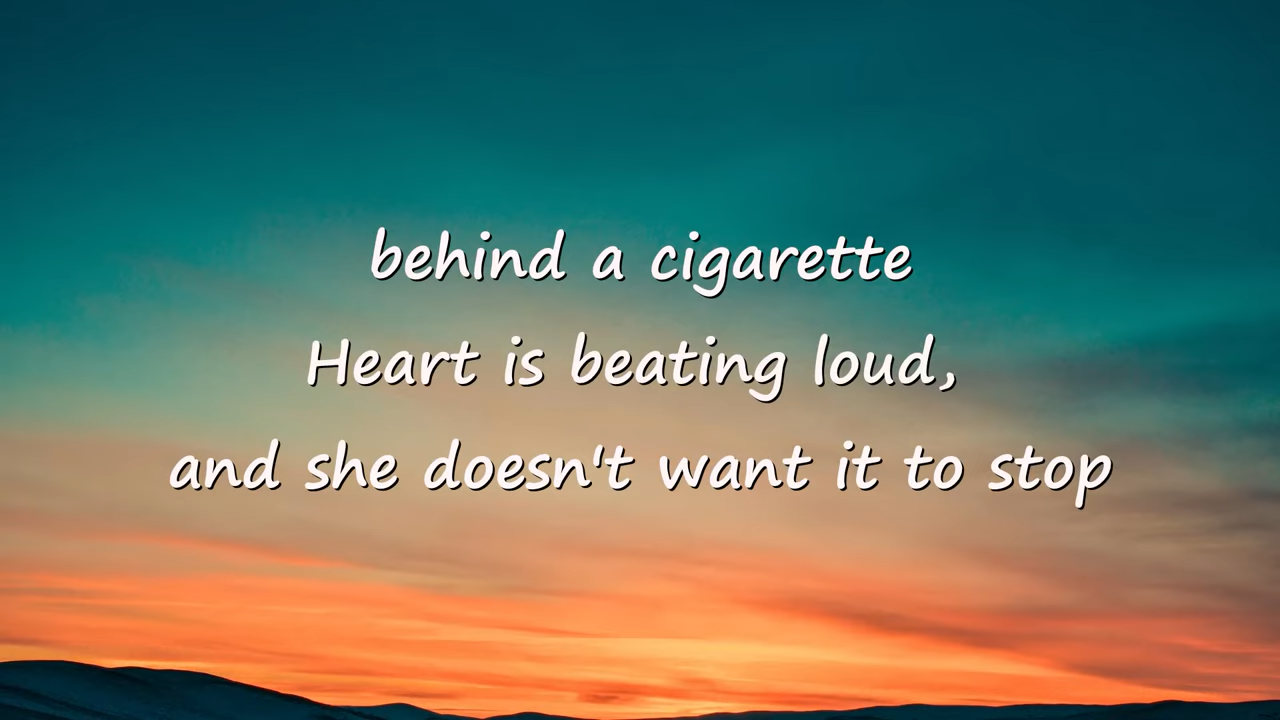 behind a cigarette
Heart is beating loud,
and she doesn't want it to stop